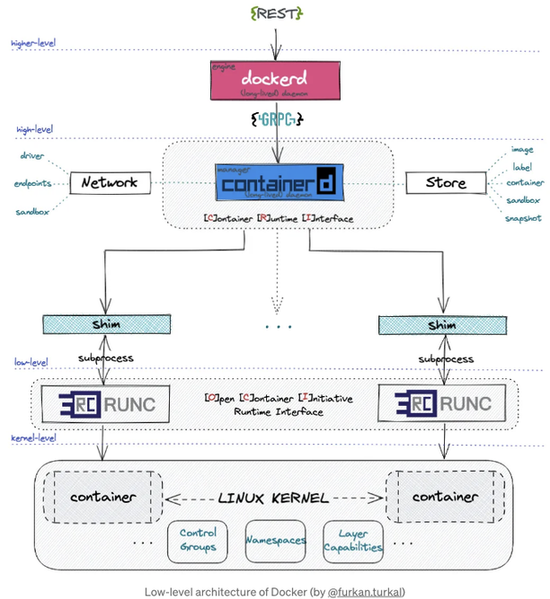 {REST}
higher-level
engine
dockerd
(long-lived) daemon
{GRPC}
high-level
driver
endpoints
sandbox
Network
manager
containerd
(long-lived) daemon
Store
image
label
container
sandbox
snapshot
[C]ontainer [R]untime [I]nterface
shim
...
shim
subprocess
subprocess
low-level
RC RUNC
[O]pen [C]ontainer [I]nitiative
Runtime Interface
RC RUNC
kernel-level
container
LINUX KERNEL
container
...
Control
Groups
Namespaces
Layer
Capabilities
...
Low-level architecture of Docker (by @furkan.turkal)